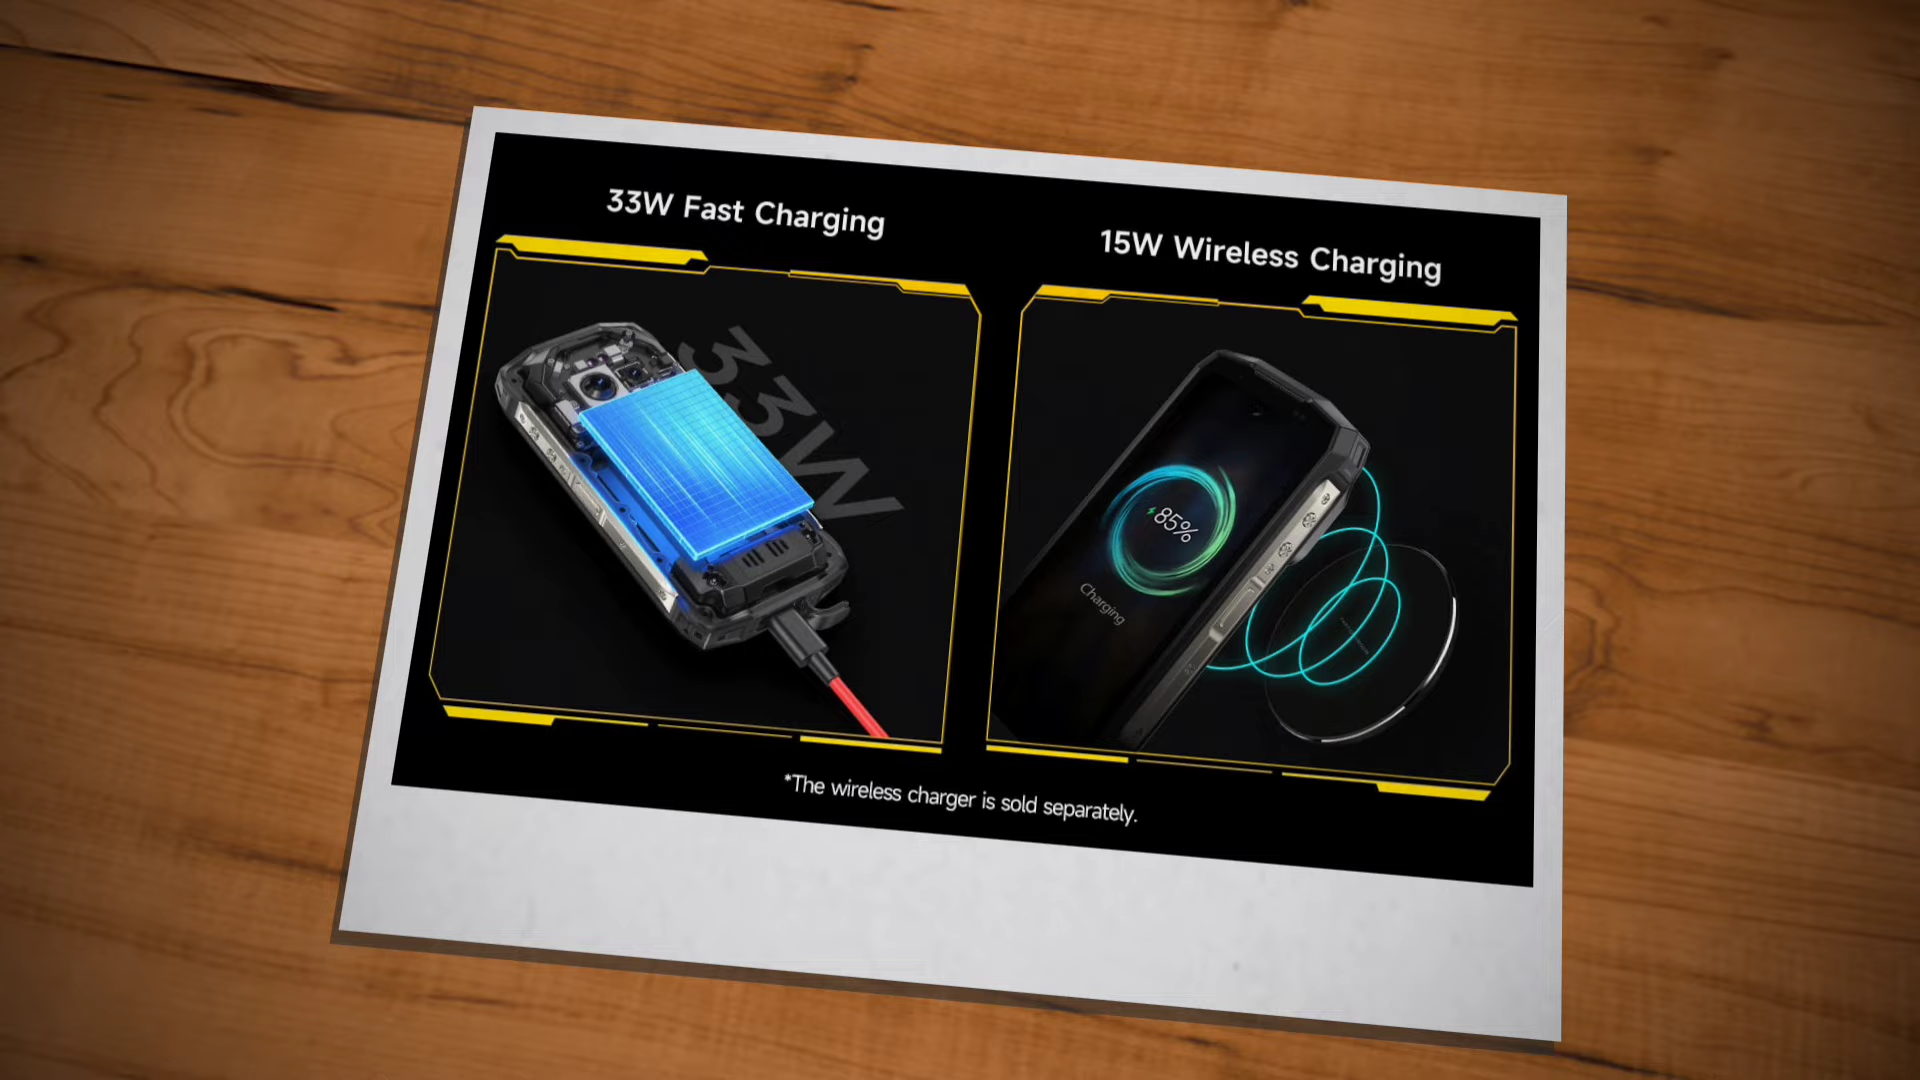 33W Fast Charging
15W Wireless Charging
33W
85%
Charging
*The wireless charger is sold separately.